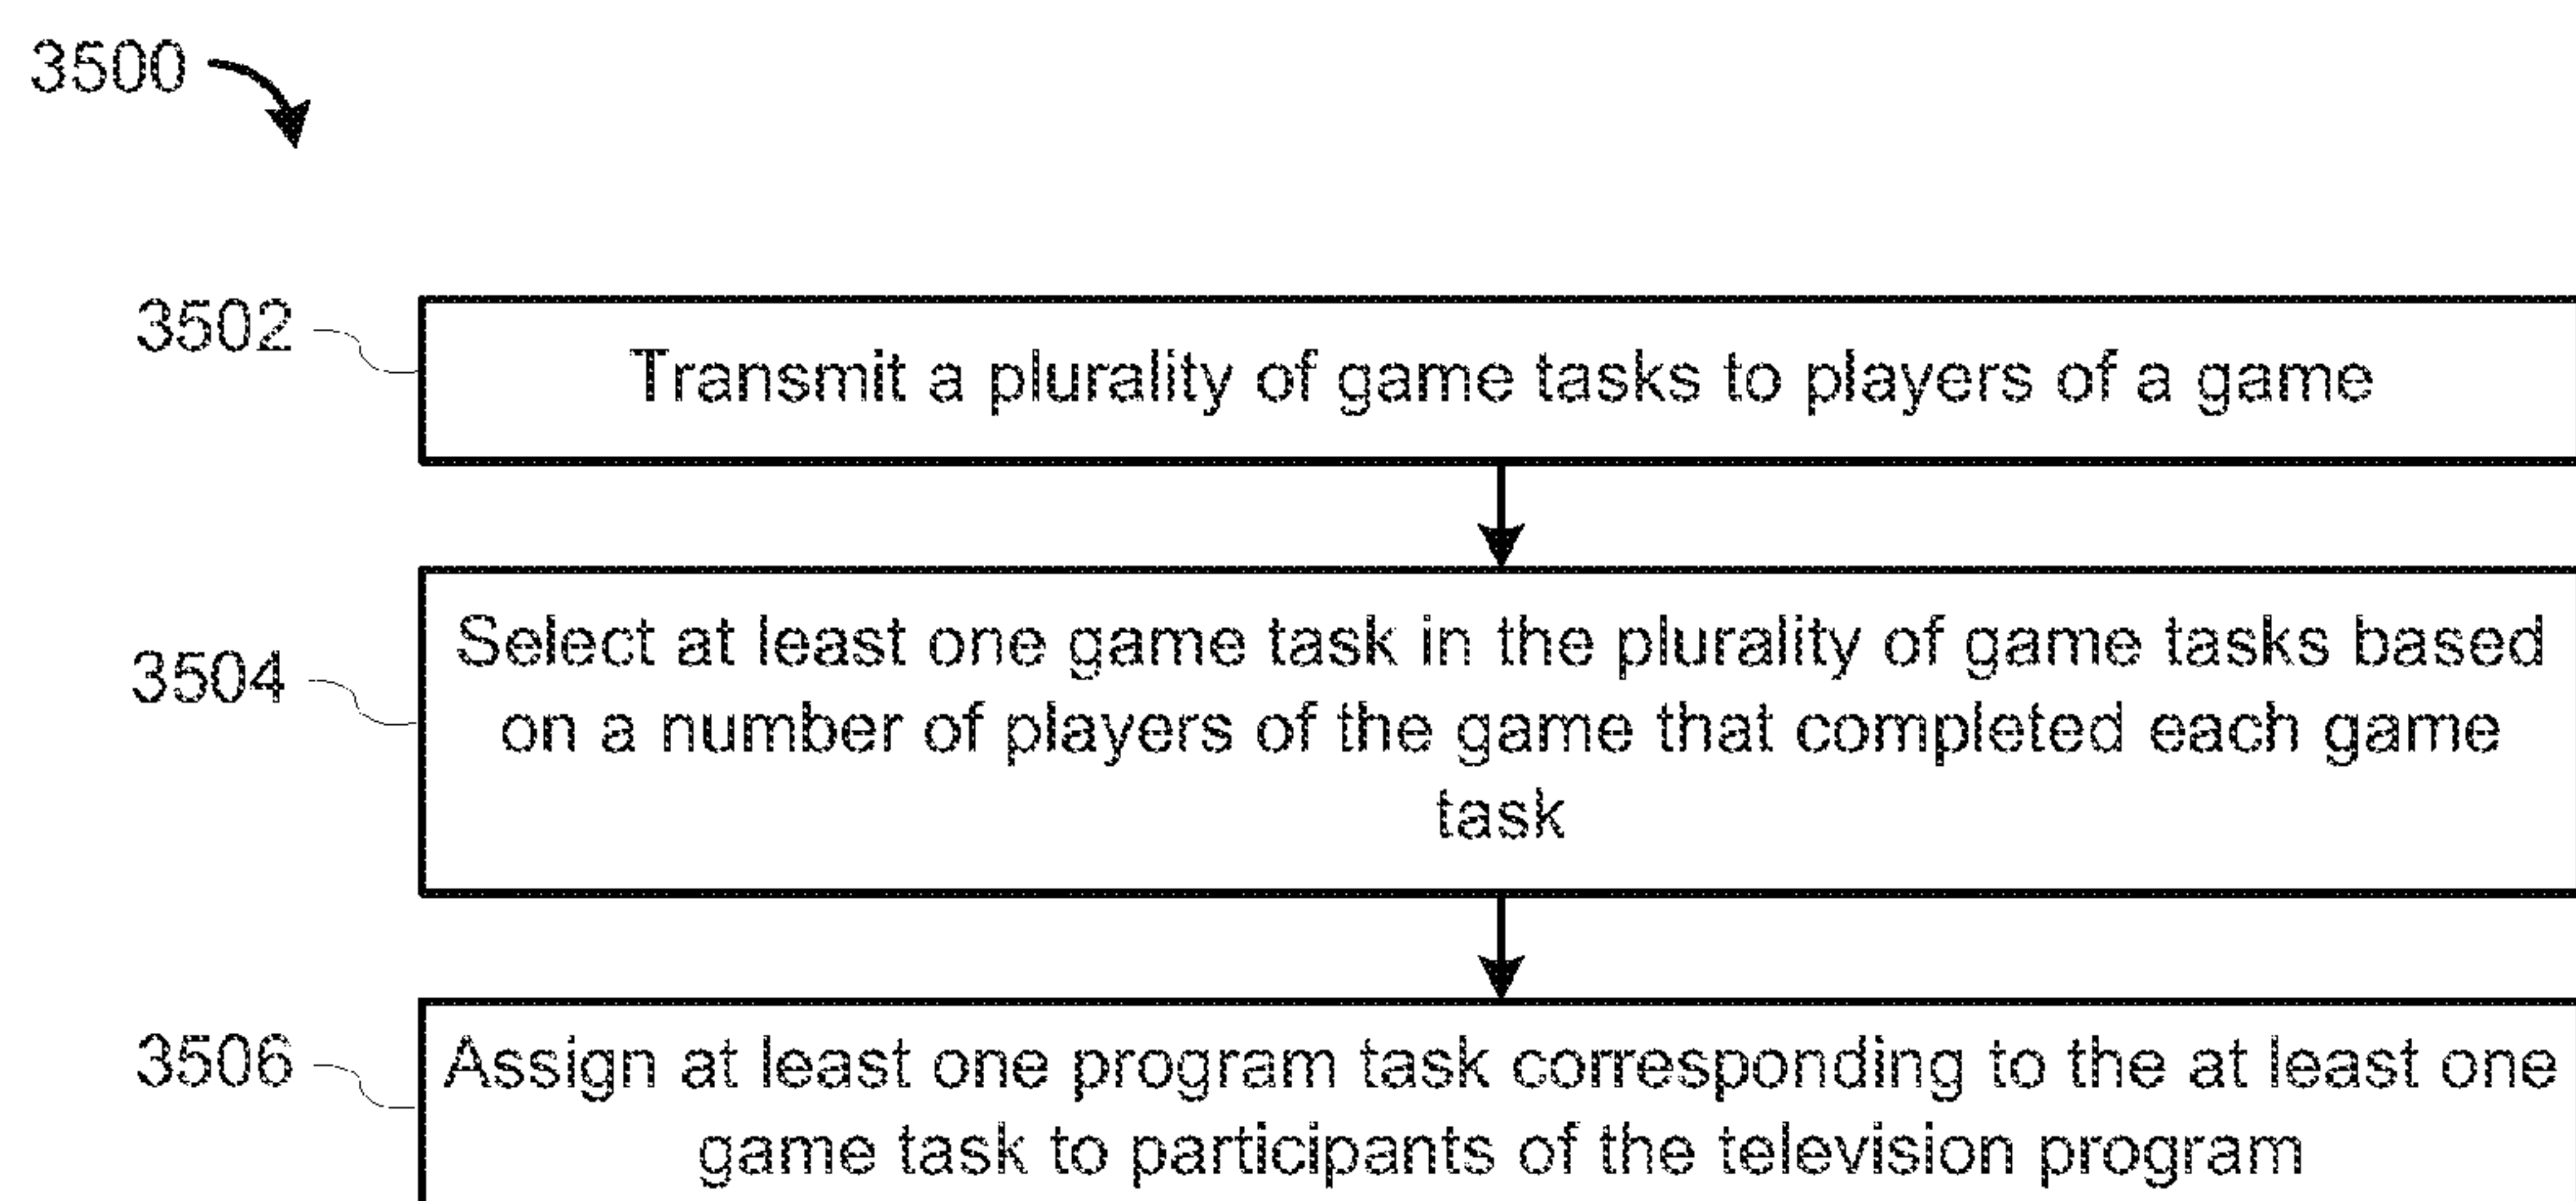 3500
3502
Transmit a plurality of game tasks to players of a game
3504
Select at least one game task in the plurality of game tasks based
on a number of players of the game that completed each game
task
3506
Assign at least one program task corresponding to the at least one
game task to participants of the television program